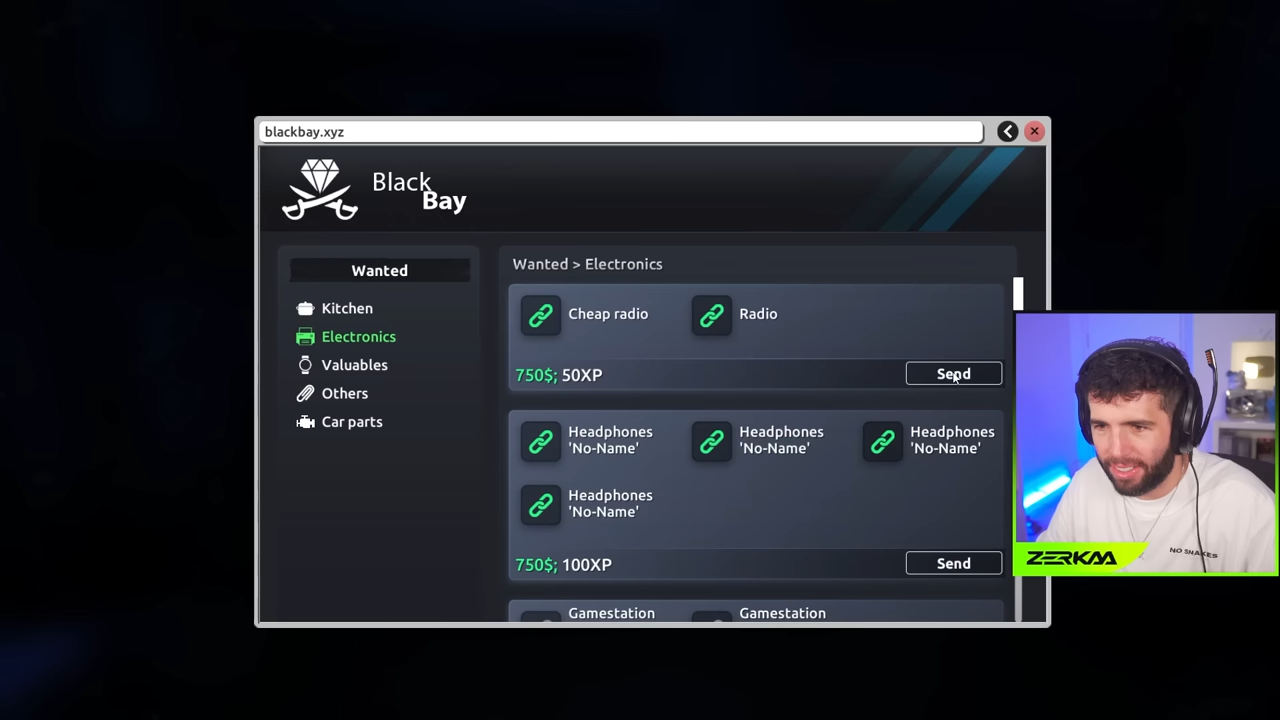 blackbay.xyz
Black
Bay
Wanted
Kitchen
Electronics
Valuables
Others
Car parts
Wanted > Electronics
Cheap radio
Radio
750$; 50XP
Send
Headphones
'No-Name'
Headphones
'No-Name'
Headphones
'No-Name'
Headphones
'No-Name'
750$; 100XP
Send
Gamestation
Gamestation
NO SNAKES
ZERKAA